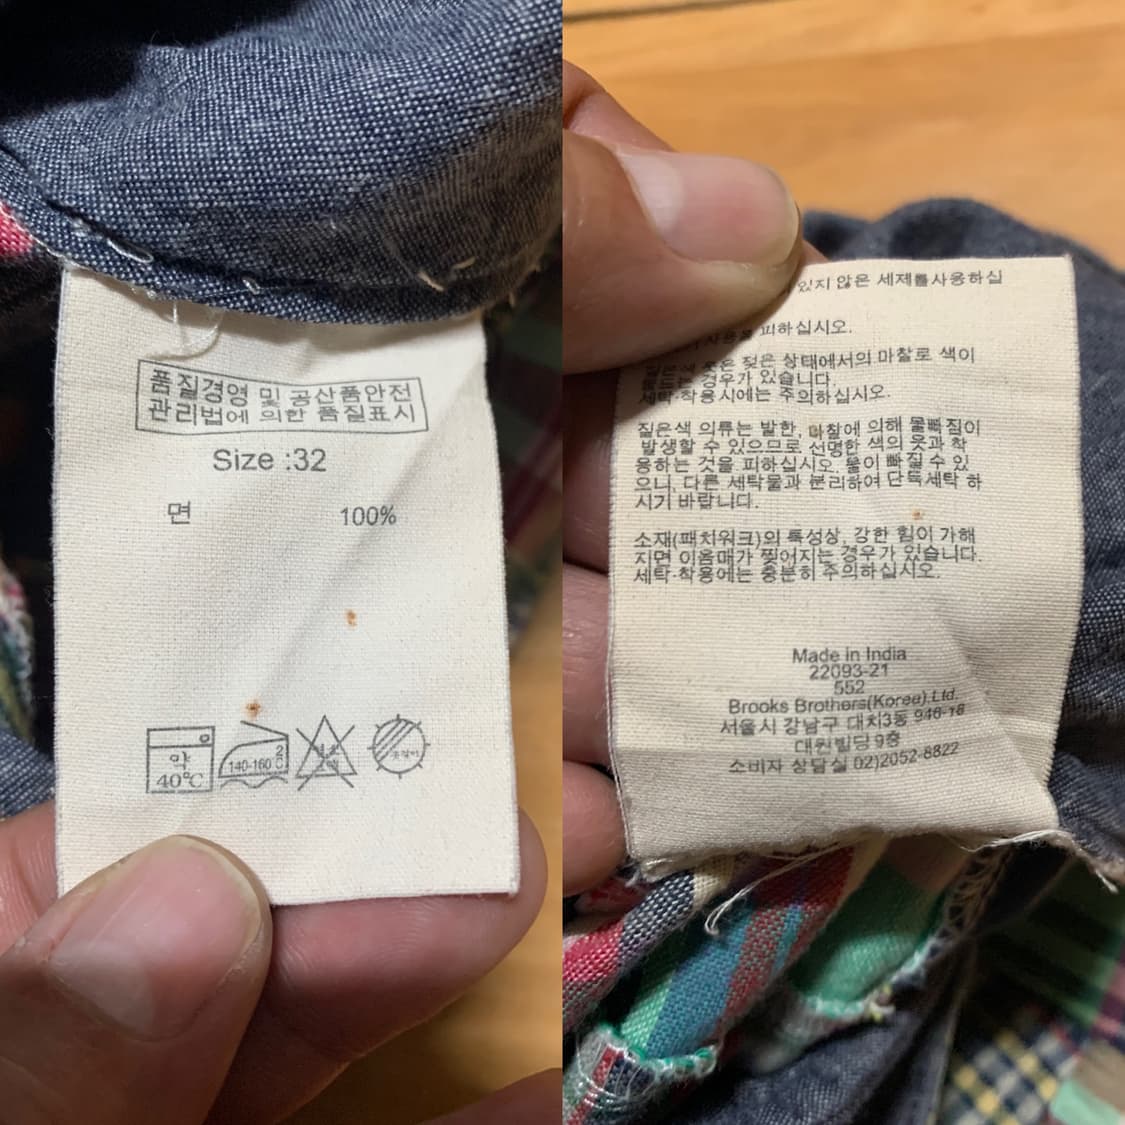 품질경영 및 공산품안전
관리법에 의한 품질표시
Size :32
면 100%
약
40℃
140-160℃
있지 않은 세제를사용하십
피하십시오.
옷은 젖은 상태에서의 마찰로 색이
경우가 있습니다
세탁·착용시에는 주의하십시오.
짙은색 의류는 발한, 마찰에 의해 물빠짐이
발생할 수 있으므로 선명한 색의 옷과 착
용하는 것을 피하십시오. 물이 빠질 수 있
으니, 다른 세탁물과 분리하여 단독세탁 하
시기 바랍니다.
소재(패치워크)의 특성상, 강한 힘이 가해
지면 이음매가 찢어지는 경우가 있습니다.
세탁·착용에는 충분히 주의하십시오.
Made in India
22093-21
552
Brooks Brothers(Koree).Ltd.
서울시 강남구 대치3동 946-18
대원빌딩 9층
소비자 상담실 02)2052-8822